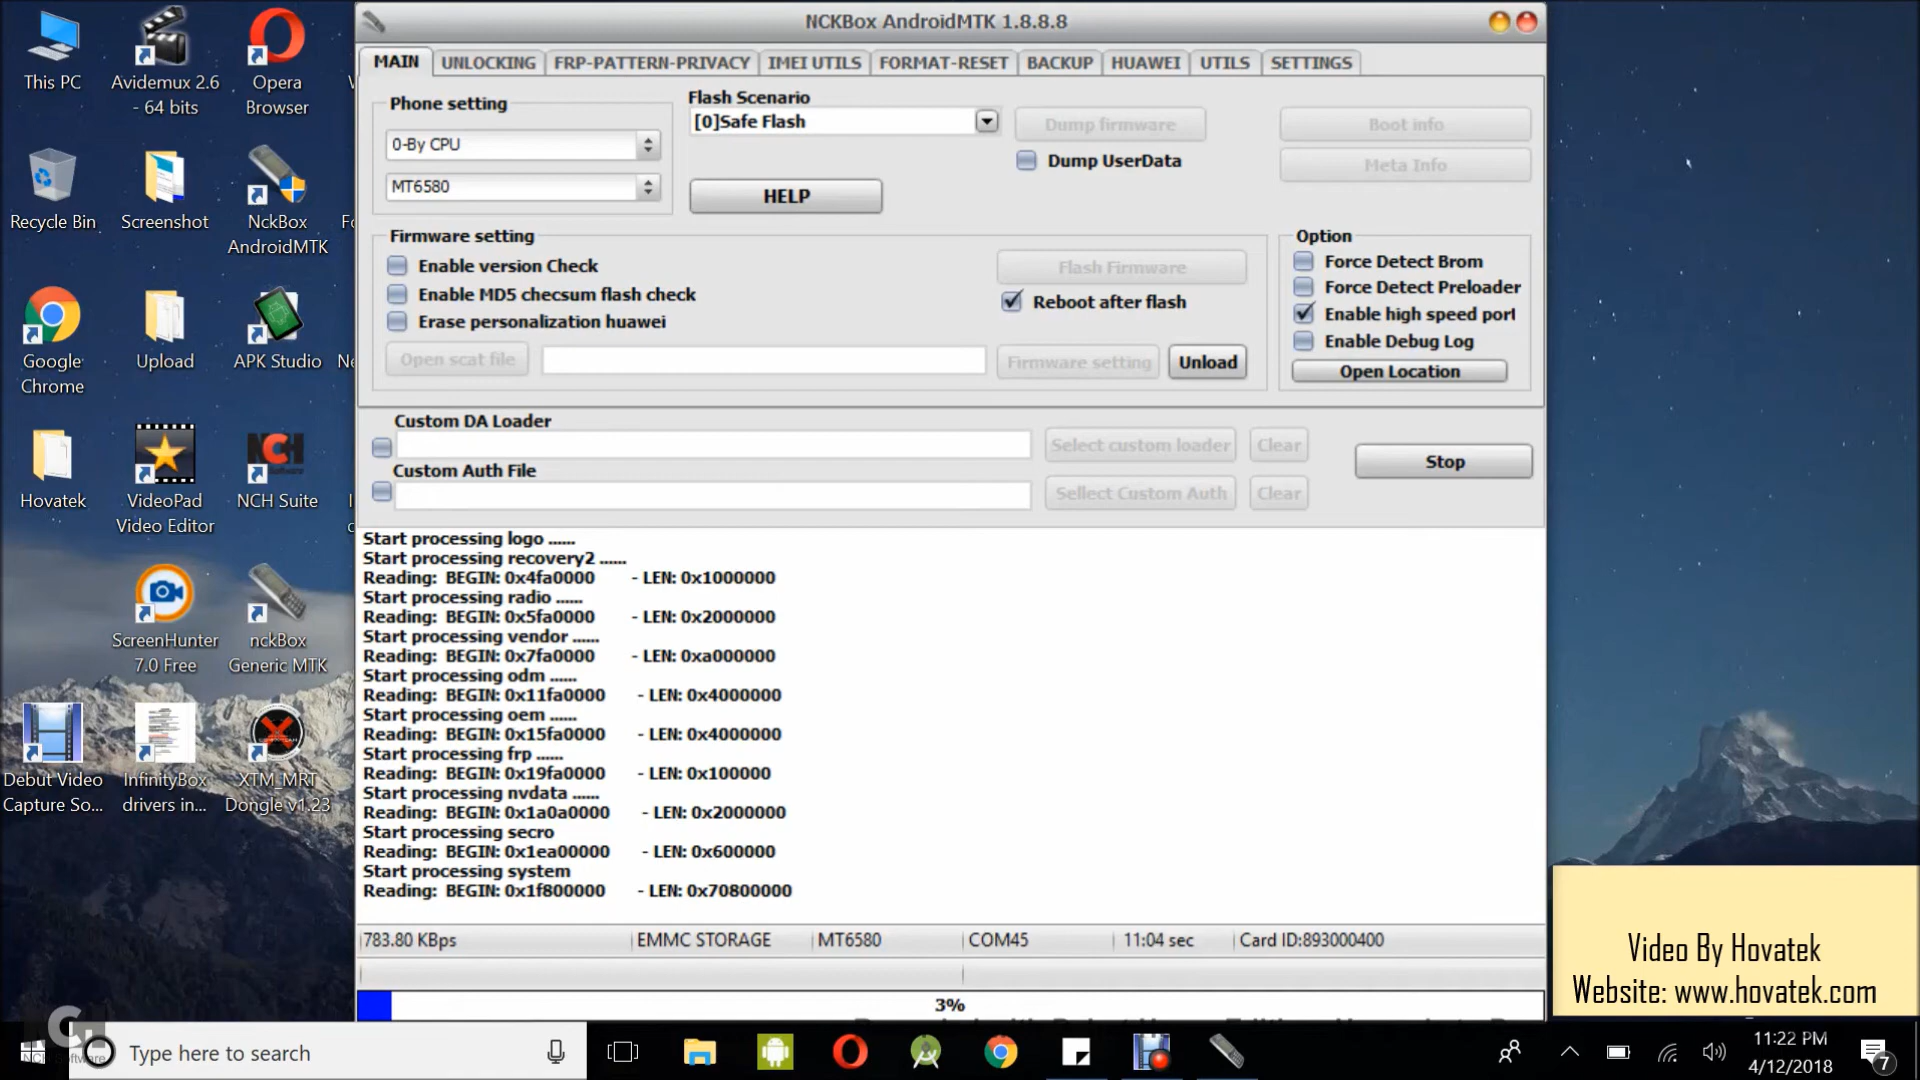 This PC
Avidemux 2.6
- 64 bits
Opera
Browser
Recycle Bin
Screenshot
NckBox
AndroidMTK
Google
Chrome
Upload
APK Studio
Hovatek
VideoPad
Video Editor
NCH Suite
ScreenHunter
7.0 Free
nckBox
Generic MTK
Debut Video
Capture So...
InfinityBox
drivers in...
XTM_MRT
Dongle v1.23
NCKBox AndroidMTK 1.8.8.8
MAIN UNLOCKING FRP-PATTERN-PRIVACY IMEI UTILS FORMAT-RESET BACKUP HUAWEI UTILS SETTINGS
Phone setting
0-By CPU
MT6580
Flash Scenario
[0]Safe Flash
HELP
Dump firmware
Dump UserData
Boot info
Meta Info
Firmware setting
Enable version Check
Enable MD5 checsum flash check
Erase personalization huawei
Open scat file
Flash Firmware
Reboot after flash
Firmware setting
Unload
Option
Force Detect Brom
Force Detect Preloader
Enable high speed port
Enable Debug Log
Open Location
Custom DA Loader
Select custom loader
Clear
Custom Auth File
Sellect Custom Auth
Clear
Stop
Start processing logo ......
Start processing recovery2 ......
Reading: BEGIN: 0x4fa0000 - LEN: 0x1000000
Start processing radio ......
Reading: BEGIN: 0x5fa0000 - LEN: 0x2000000
Start processing vendor ......
Reading: BEGIN: 0x7fa0000 - LEN: 0xa000000
Start processing odm ......
Reading: BEGIN: 0x11fa0000 - LEN: 0x4000000
Start processing oem ......
Reading: BEGIN: 0x15fa0000 - LEN: 0x4000000
Start processing frp ......
Reading: BEGIN: 0x19fa0000 - LEN: 0x100000
Start processing nvdata ......
Reading: BEGIN: 0x1a0a0000 - LEN: 0x2000000
Start processing secro
Reading: BEGIN: 0x1ea00000 - LEN: 0x600000
Start processing system
Reading: BEGIN: 0x1f800000 - LEN: 0x70800000
783.80 KBps EMMC STORAGE MT6580 COM45 11:04 sec Card ID:893000400
3%
Video By Hovatek
Website: www.hovatek.com
Type here to search
11:22 PM
4/12/2018
7